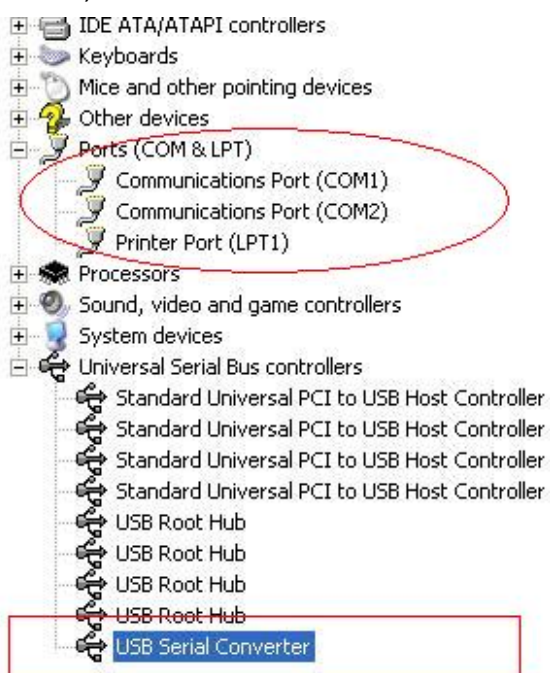 IDE ATA/ATAPI controllers
Keyboards
Mice and other pointing devices
Other devices
Ports (COM & LPT)
Communications Port (COM1)
Communications Port (COM2)
Printer Port (LPT1)
Processors
Sound, video and game controllers
System devices
Universal Serial Bus controllers
Standard Universal PCI to USB Host Controller
Standard Universal PCI to USB Host Controller
Standard Universal PCI to USB Host Controller
Standard Universal PCI to USB Host Controller
USB Root Hub
USB Root Hub
USB Root Hub
USB Root Hub
USB Serial Converter